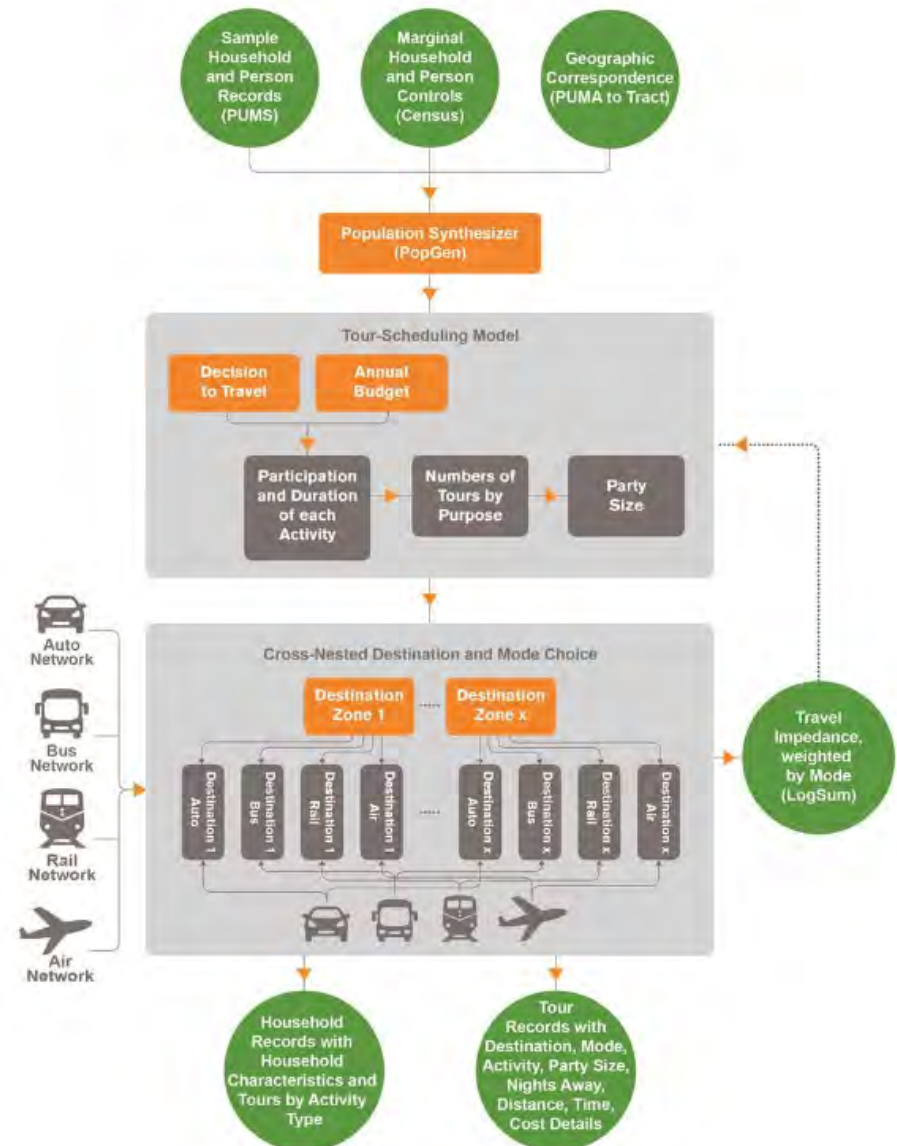 Sample
Household
and Person
Records
(PUMS)
Marginal
Household
and Person
Controls
(Census)
Geographic
Correspondence
(PUMA to Tract)
Population Synthesizer
(PopGen)
Tour-Scheduling Model
Decision
to Travel
Annual
Budget
Participation
and Duration
of each
Activity
Numbers of
Tours by
Purpose
Party
Size
Auto
Network
Bus
Network
Rail
Network
Air
Network
Cross-Nested Destination and Mode Choice
Destination
Zone 1
Destination
Zone x
Destination 1
Auto
Destination 1
Bus
Destination 1
Rail
Destination 1
Air
Destination x
Auto
Destination x
Bus
Destination x
Rail
Destination x
Air
Travel
Impedance,
weighted
by Mode
(LogSum)
Household
Records with
Household
Characteristics and
Tours by Activity
Type
Tour
Records with
Destination, Mode,
Activity, Party Size,
Nights Away,
Distance, Time,
Cost Details